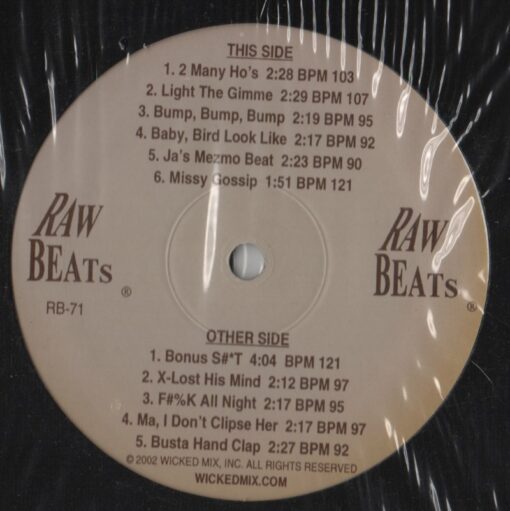 THIS SIDE
1. 2 Many Ho's 2:28 BPM 103
2. Light The Gimme 2:29 BPM 107
3. Bump, Bump, Bump 2:19 BPM 95
4. Baby, Bird Look Like 2:17 BPM 92
5. Ja's Mezmo Beat 2:23 BPM 90
6. Missy Gossip 1:51 BPM 121
RAW
BEATS ®
RB-71
RAW
BEATS ®
OTHER SIDE
1. Bonus S#*T 4:04 BPM 121
2. X-Lost His Mind 2:12 BPM 97
3. F#%K All Night 2:17 BPM 95
4. Ma, I Don't Clipse Her 2:17 BPM 97
5. Busta Hand Clap 2:27 BPM 92
© 2002 WICKED MIX, INC. ALL RIGHTS RESERVED
WICKEDMIX.COM